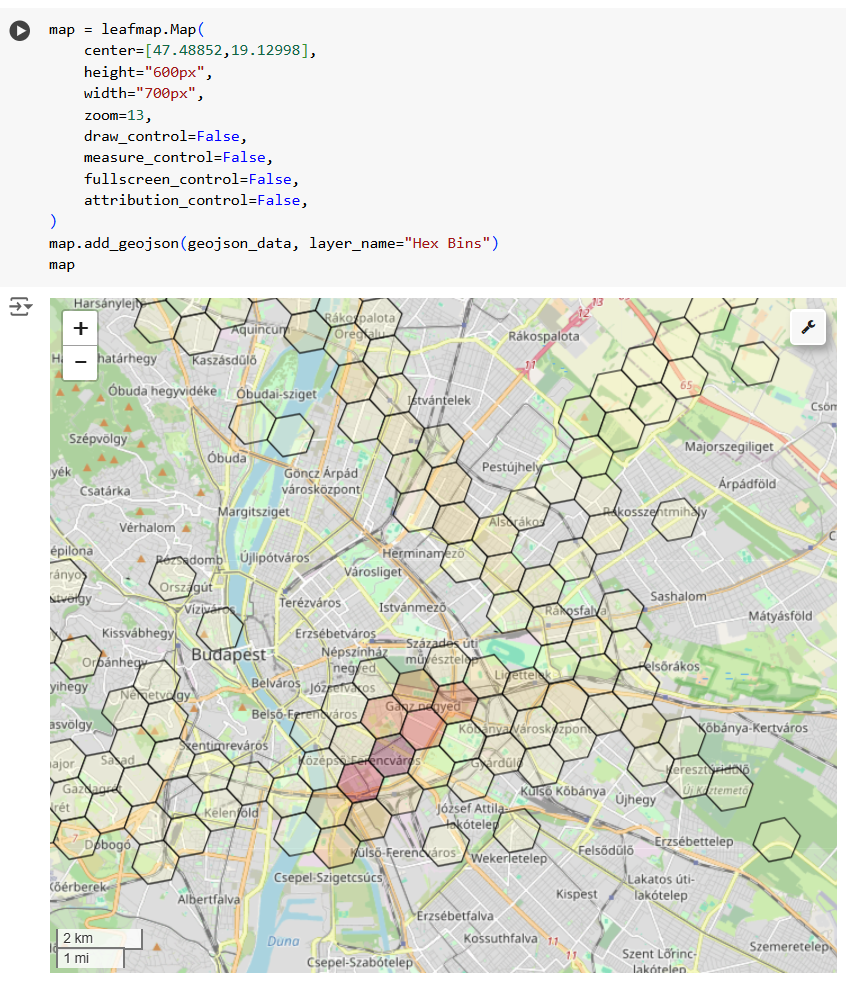 map = leafmap.Map(
center=[47.48852,19.12998],
height="600px",
width="700px",
zoom=13,
draw_control=False,
measure_control=False,
fullscreen_control=False,
attribution_control=False,
)
map.add_geojson(geojson_data, layer_name="Hex Bins")
map
Harsánylejt
+
−
Aquincum
Rákospalota
Óregfalu
Rákospalota
13
11
Kaszásdűlő
határhegy
Óbuda hegyvidéke
Óbudai-sziget
Istvántelek
65
Szépvölgy
Csatárka
Óbuda
Göncz Árpád
városközpont
Pestújhely
Majorszegiliget
Árpádföld
Margitsziget
Vérhalom
Alsórákos
Rákosszentmihály
Rózsadomb
Újlipótváros
Herminamező
Városliget
Országút
Víziváros
Terézváros
Istvánmező
Rákosfalva
Sashalom
Mátyásföld
Kissvábhegy
Orbánhegy
Budapest
Erzsébetváros
Népszínház
negyed
Százados úti
művésztelep
Ligettelek
Felsőrákos
Németvölgy
Belváros
Józsefváros
Belső-Ferencváros
Ganz negyed
Kőbánya Városközpont
Kőbánya-Kertváros
Szentimreváros
Sasad
Középső-Ferencváros
Gyárdűlő
Keresztúridűlő
Gazdagrét
Kelenföld
József Attila-
lakótelep
Külső Kőbánya
Újhegy
Új Köztemető
7
Dobogó
Külső-Ferencváros
Wekerletelep
Felsődűlő
Erzsébettelep
Kőérberek
Albertfalva
Csepel-Szigetcsúcs
Kispest
Lakatos úti-
lakótelep
Erzsébetfalva
Kossuthfalva
11
Szent Lőrinc-
lakótelep
Szemeretelep
Duna
Csepel-Szabótelep
2 km
1 mi